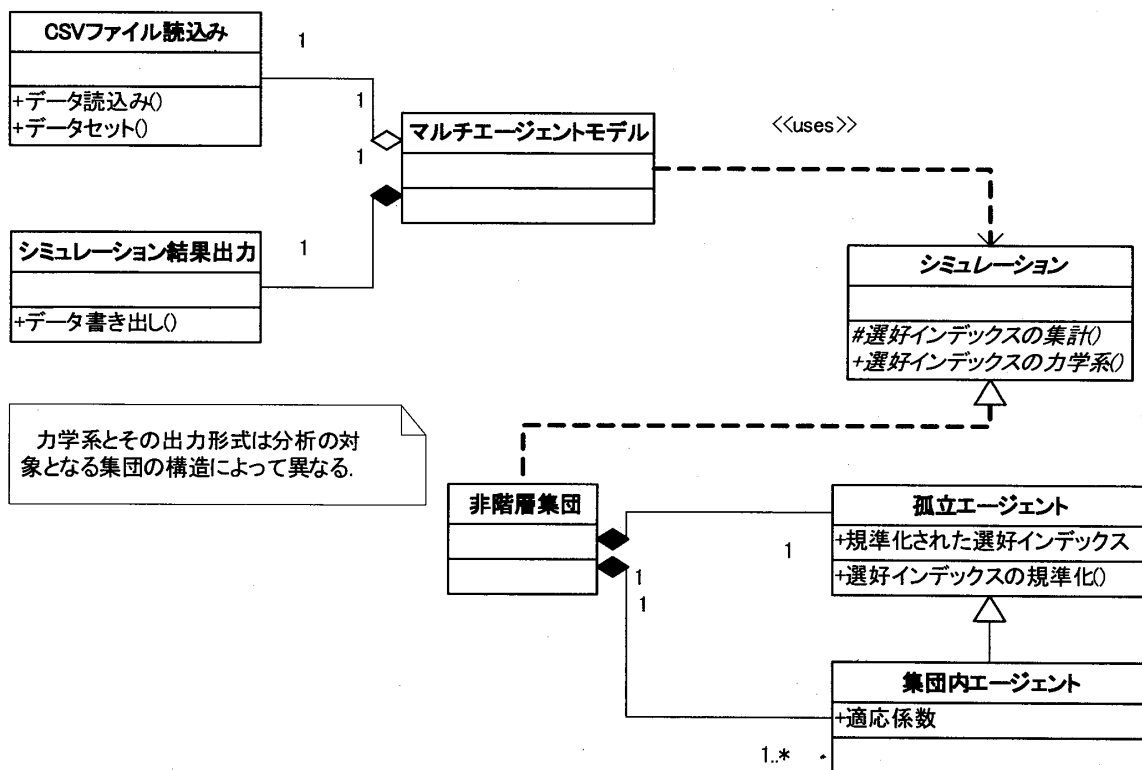 CSVファイル読込み
+データ読込み()
+データセット()
1
1
マルチエージェントモデル
<<uses>>
1
シミュレーション結果出力
+データ書き出し()
1
シミュレーション
#選好インデックスの集計()
+選好インデックスの力学系()
力学系とその出力形式は分析の対
象となる集団の構造によって異なる.
非階層集団
孤立エージェント
+規準化された選好インデックス
+選好インデックスの規準化()
1
1
1
集団内エージェント
+適応係数
1..*